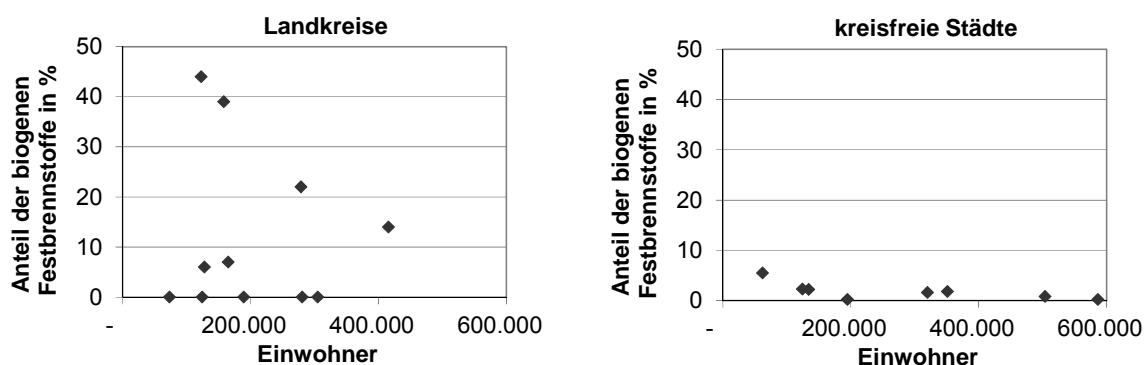 Landkreise
Anteil der biogenen
Festbrennstoffe in %
50
40
30
20
10
0
-
200.000
400.000
600.000
Einwohner
kreisfreie Städte
Anteil der biogenen
Festbrennstoffe in %
50
40
30
20
10
0
-
200.000
400.000
600.000
Einwohner